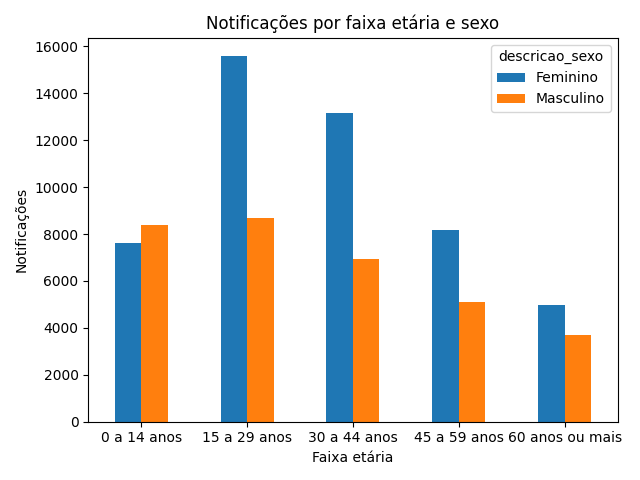 Notificações por faixa etária e sexo
descricao_sexo
Feminino
Masculino
16000
14000
12000
10000
8000
6000
4000
2000
0
Notificações
0 a 14 anos 15 a 29 anos 30 a 44 anos 45 a 59 anos 60 anos ou mais
Faixa etária